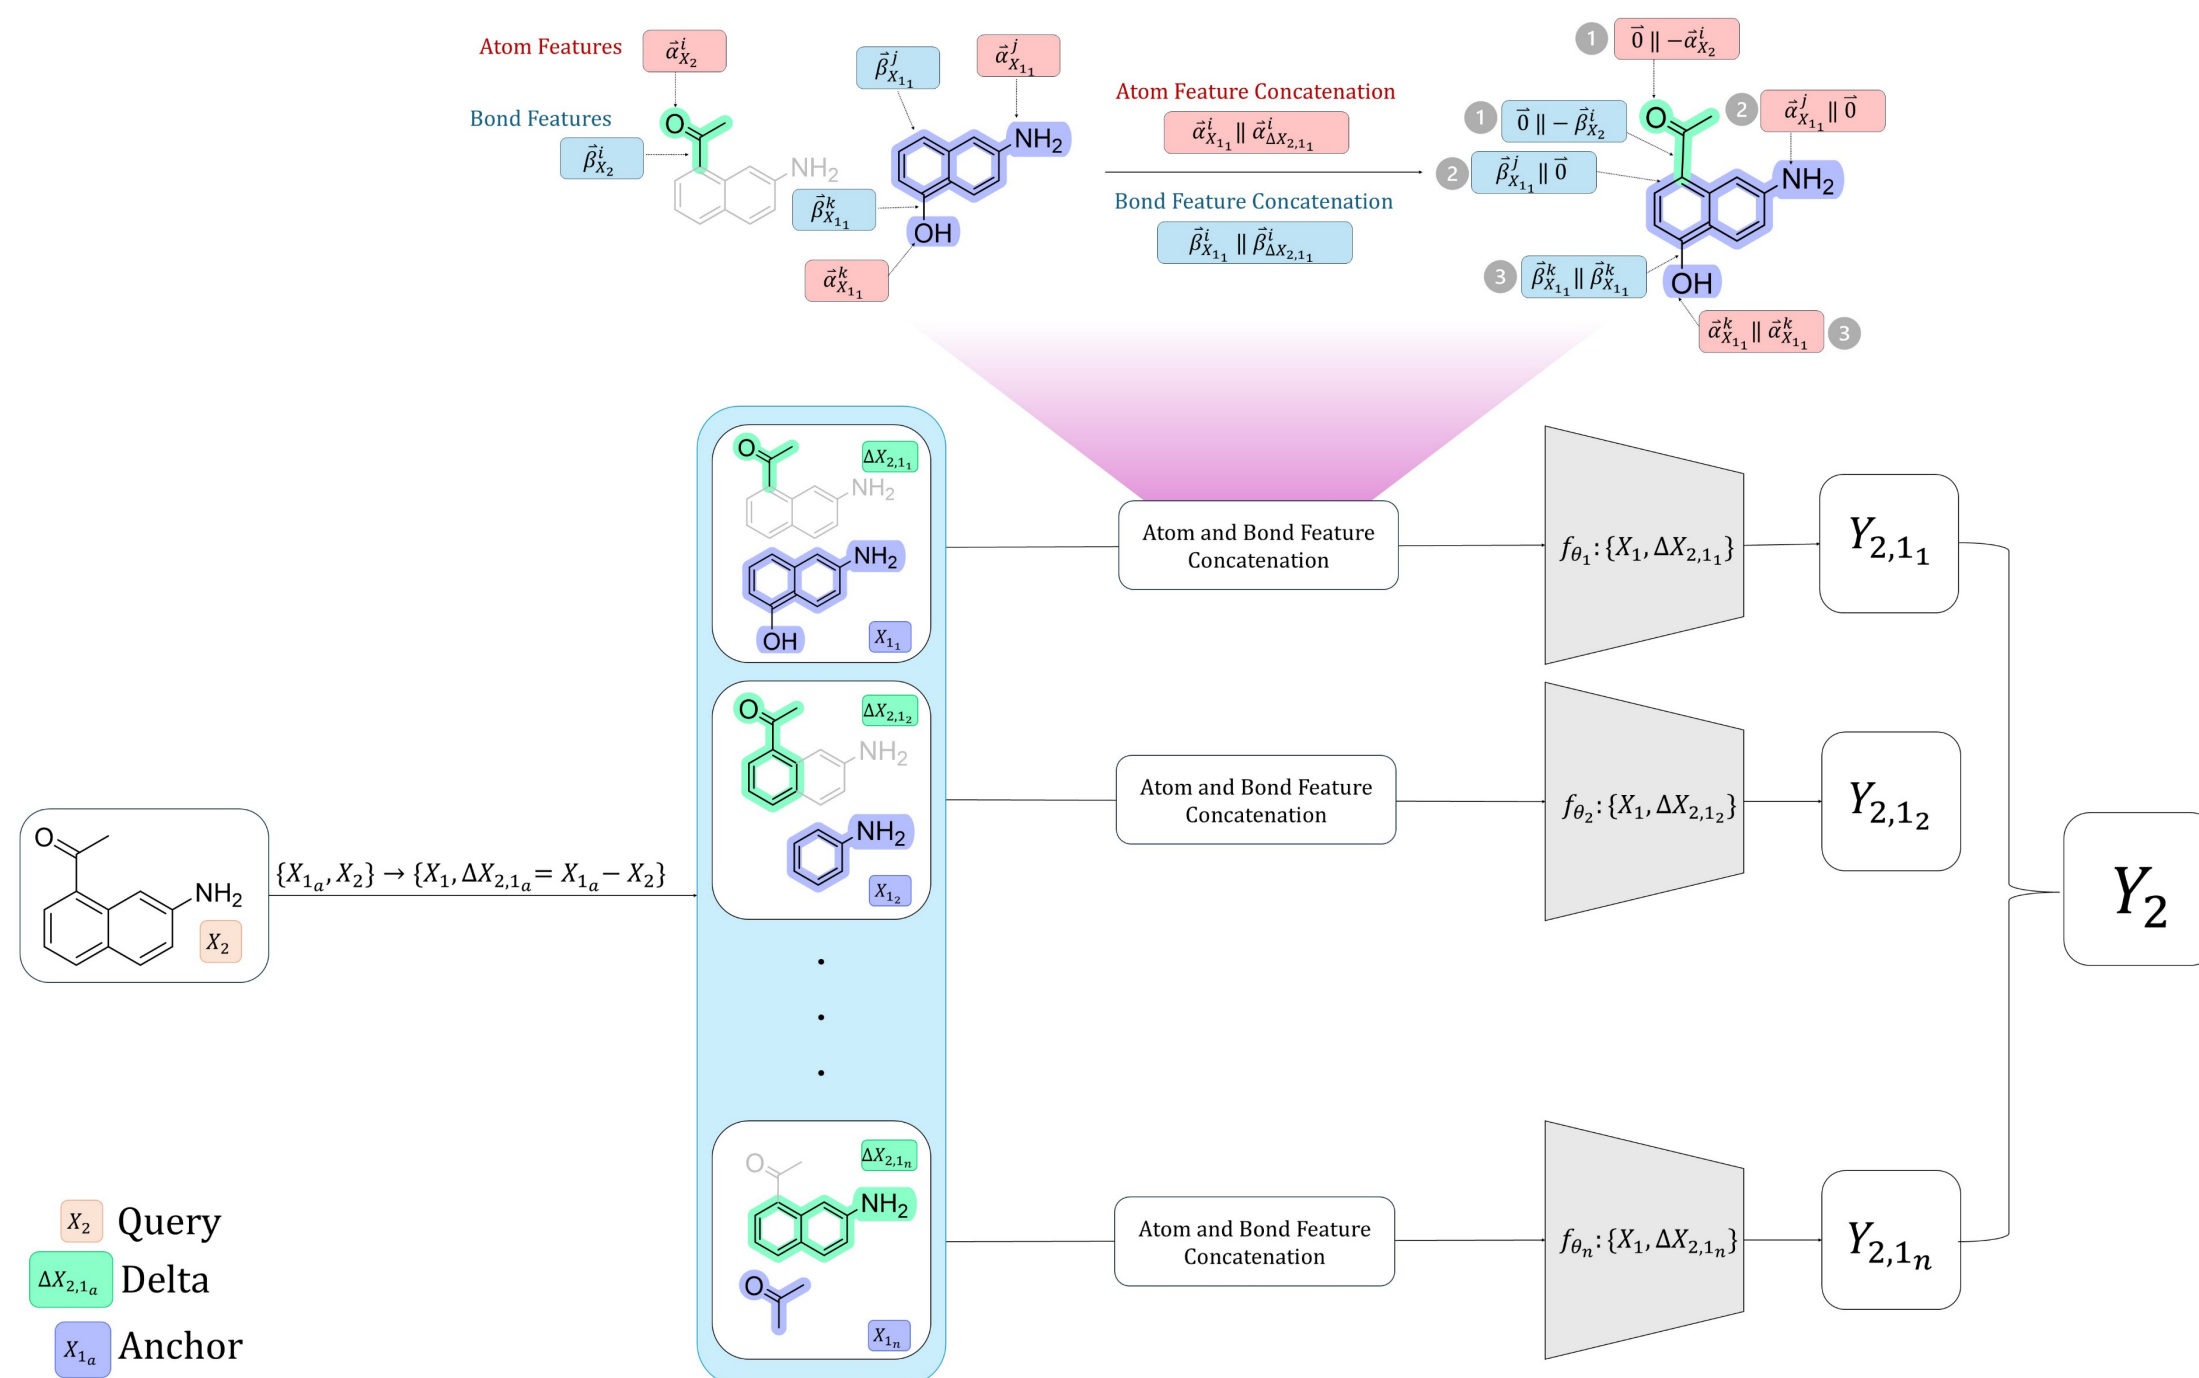 Atom Features
Bond Features
α⃗ⁱ_X₂
β⃗ⁱ_X₂
O
NH₂
β⃗ʲ_X₁₁
α⃗ʲ_X₁₁
NH₂
β⃗ᵏ_X₁₁
OH
α⃗ᵏ_X₁₁
Atom Feature Concatenation
α⃗ⁱ_X₁₁ ∥ α⃗ⁱ_ΔX₂,₁₁
Bond Feature Concatenation
β⃗ⁱ_X₁₁ ∥ β⃗ⁱ_ΔX₂,₁₁
1 0⃗ ∥ −α⃗ⁱ_X₂
1 0⃗ ∥ −β⃗ⁱ_X₂
O
2 α⃗ʲ_X₁₁ ∥ 0⃗
2 β⃗ʲ_X₁₁ ∥ 0⃗
NH₂
3 β⃗ᵏ_X₁₁ ∥ β⃗ᵏ_X₁₁
OH
α⃗ᵏ_X₁₁ ∥ α⃗ᵏ_X₁₁ 3
O
NH₂
X₂
{X₁ₐ, X₂} → {X₁, ΔX₂,₁ₐ = X₁ₐ − X₂}
O
ΔX₂,₁₁
NH₂
NH₂
OH
X₁₁
Atom and Bond Feature
Concatenation
f_θ₁: {X₁, ΔX₂,₁₁}
Y₂,₁₁
O
ΔX₂,₁₂
NH₂
NH₂
X₁₂
Atom and Bond Feature
Concatenation
f_θ₂: {X₁, ΔX₂,₁₂}
Y₂,₁₂
Y₂
O
ΔX₂,₁ₙ
NH₂
O
X₁ₙ
Atom and Bond Feature
Concatenation
f_θₙ: {X₁, ΔX₂,₁ₙ}
Y₂,₁ₙ
X₂ Query
ΔX₂,₁ₐ Delta
X₁ₐ Anchor